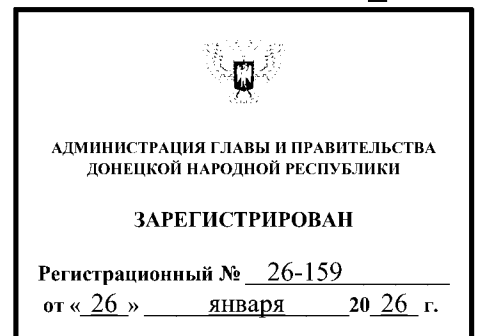 АДМИНИСТРАЦИЯ ГЛАВЫ И ПРАВИТЕЛЬСТВА
ДОНЕЦКОЙ НАРОДНОЙ РЕСПУБЛИКИ
ЗАРЕГИСТРИРОВАН
Регистрационный № 26-159
от « 26 » января 20 26 г.